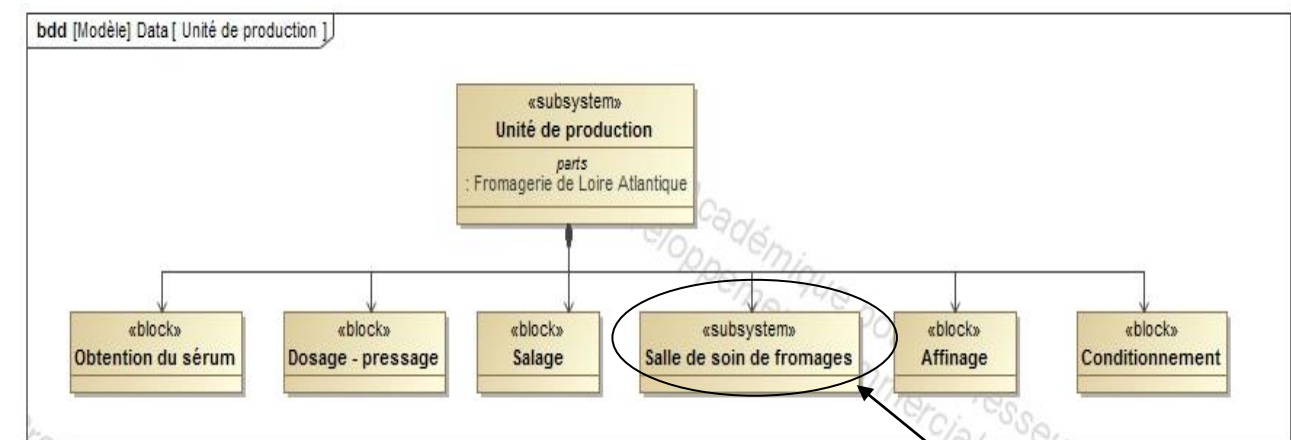 bdd [Modèle] Data [ Unité de production ]
«subsystem»
Unité de production
parts
: Fromagerie de Loire Atlantique
«block»
Obtention du sérum
«block»
Dosage - pressage
«block»
Salage
«subsystem»
Salle de soin de fromages
«block»
Affinage
«block»
Conditionnement